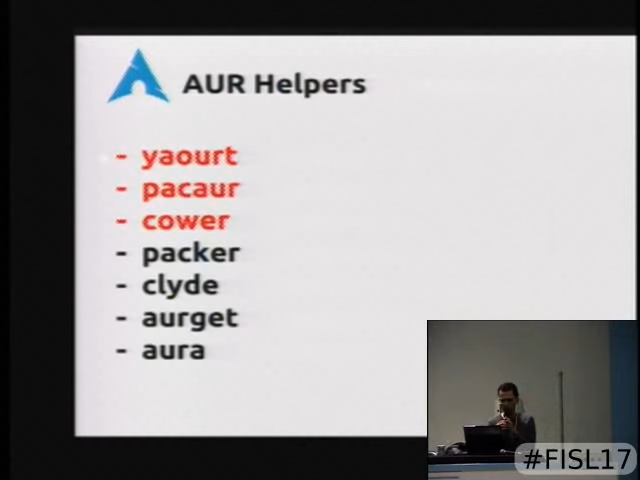 AUR Helpers
- yaourt
- pacaur
- cower
- packer
- clyde
- aurget
- aura
#FISL17